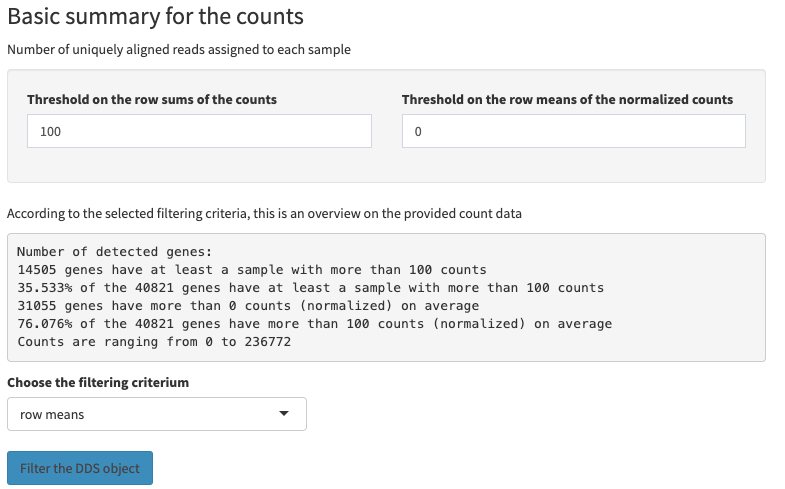 Basic summary for the counts
Number of uniquely aligned reads assigned to each sample
Threshold on the row sums of the counts
100
Threshold on the row means of the normalized counts
0
According to the selected filtering criteria, this is an overview on the provided count data
Number of detected genes:
14505 genes have at least a sample with more than 100 counts
35.533% of the 40821 genes have at least a sample with more than 100 counts
31055 genes have more than 0 counts (normalized) on average
76.076% of the 40821 genes have more than 100 counts (normalized) on average
Counts are ranging from 0 to 236772
Choose the filtering criterium
row means
Filter the DDS object